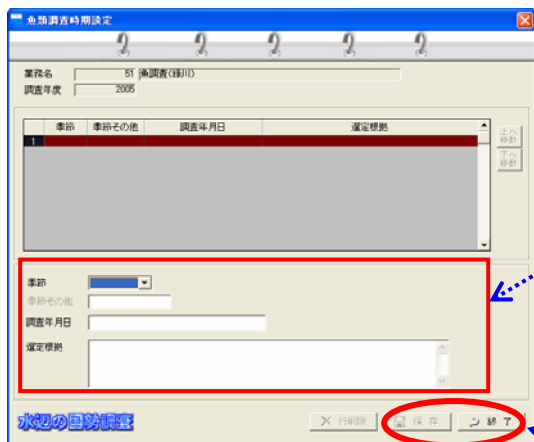 魚類調査時期設定
業務名 51 魚調査(緑川)
調査年度 2005
季節 季節その他 調査年月日 選定根拠
1
上へ移動
下へ移動
季節
季節その他
調査年月日
選定根拠
水辺の国勢調査 行削除 保存 終了